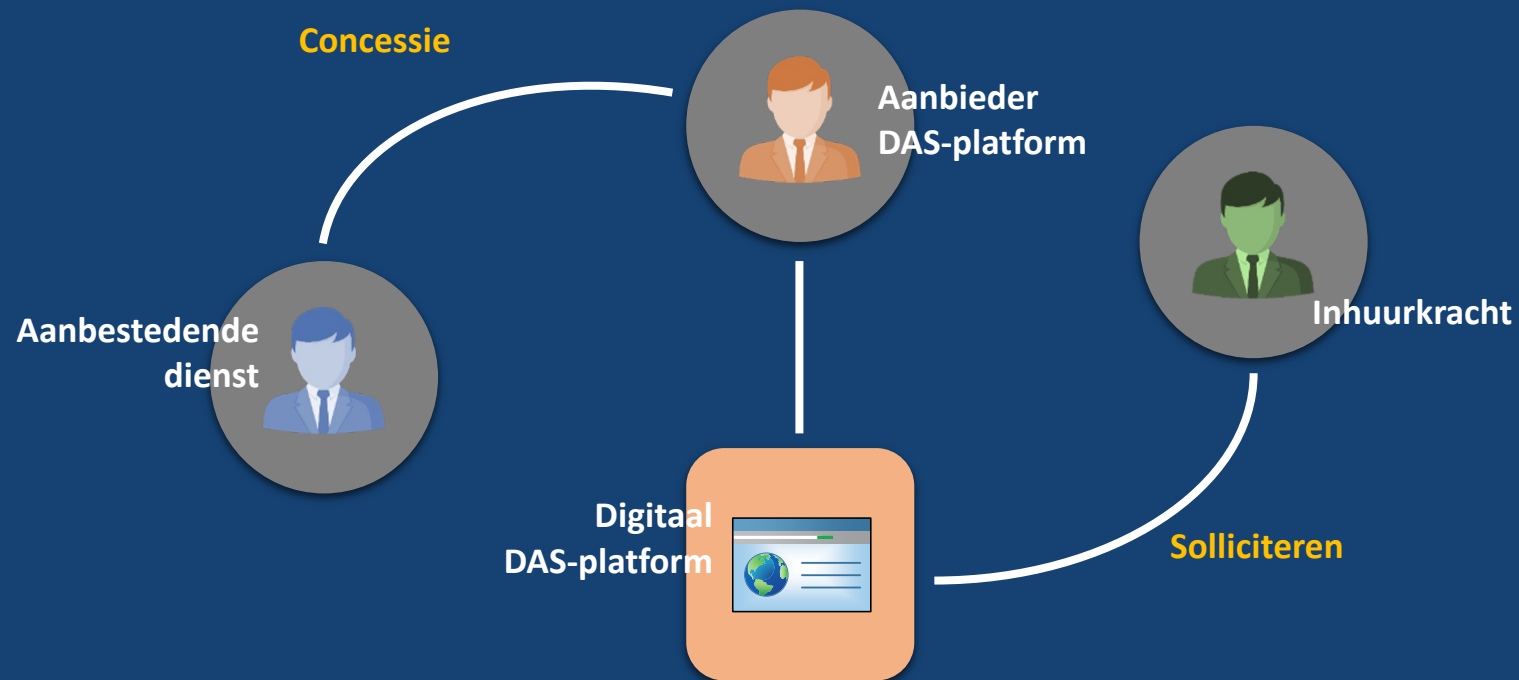 Concessie
Aanbieder
DAS-platform
Aanbestedende
dienst
Inhuurkracht
Digitaal
DAS-platform
Solliciteren